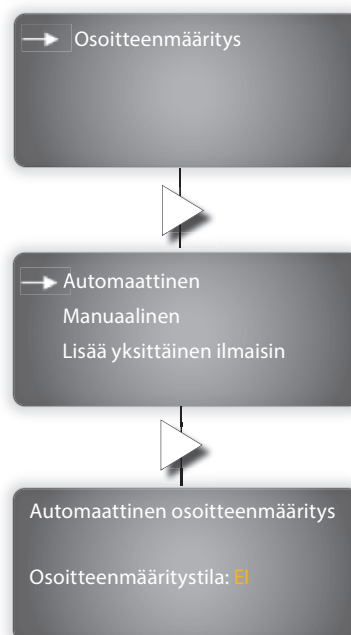 Osoitteenmääritys
Automaattinen
Manuaalinen
Lisää yksittäinen ilmaisin
Automaattinen osoitteenmääritys
Osoitteenmääritystila: EI